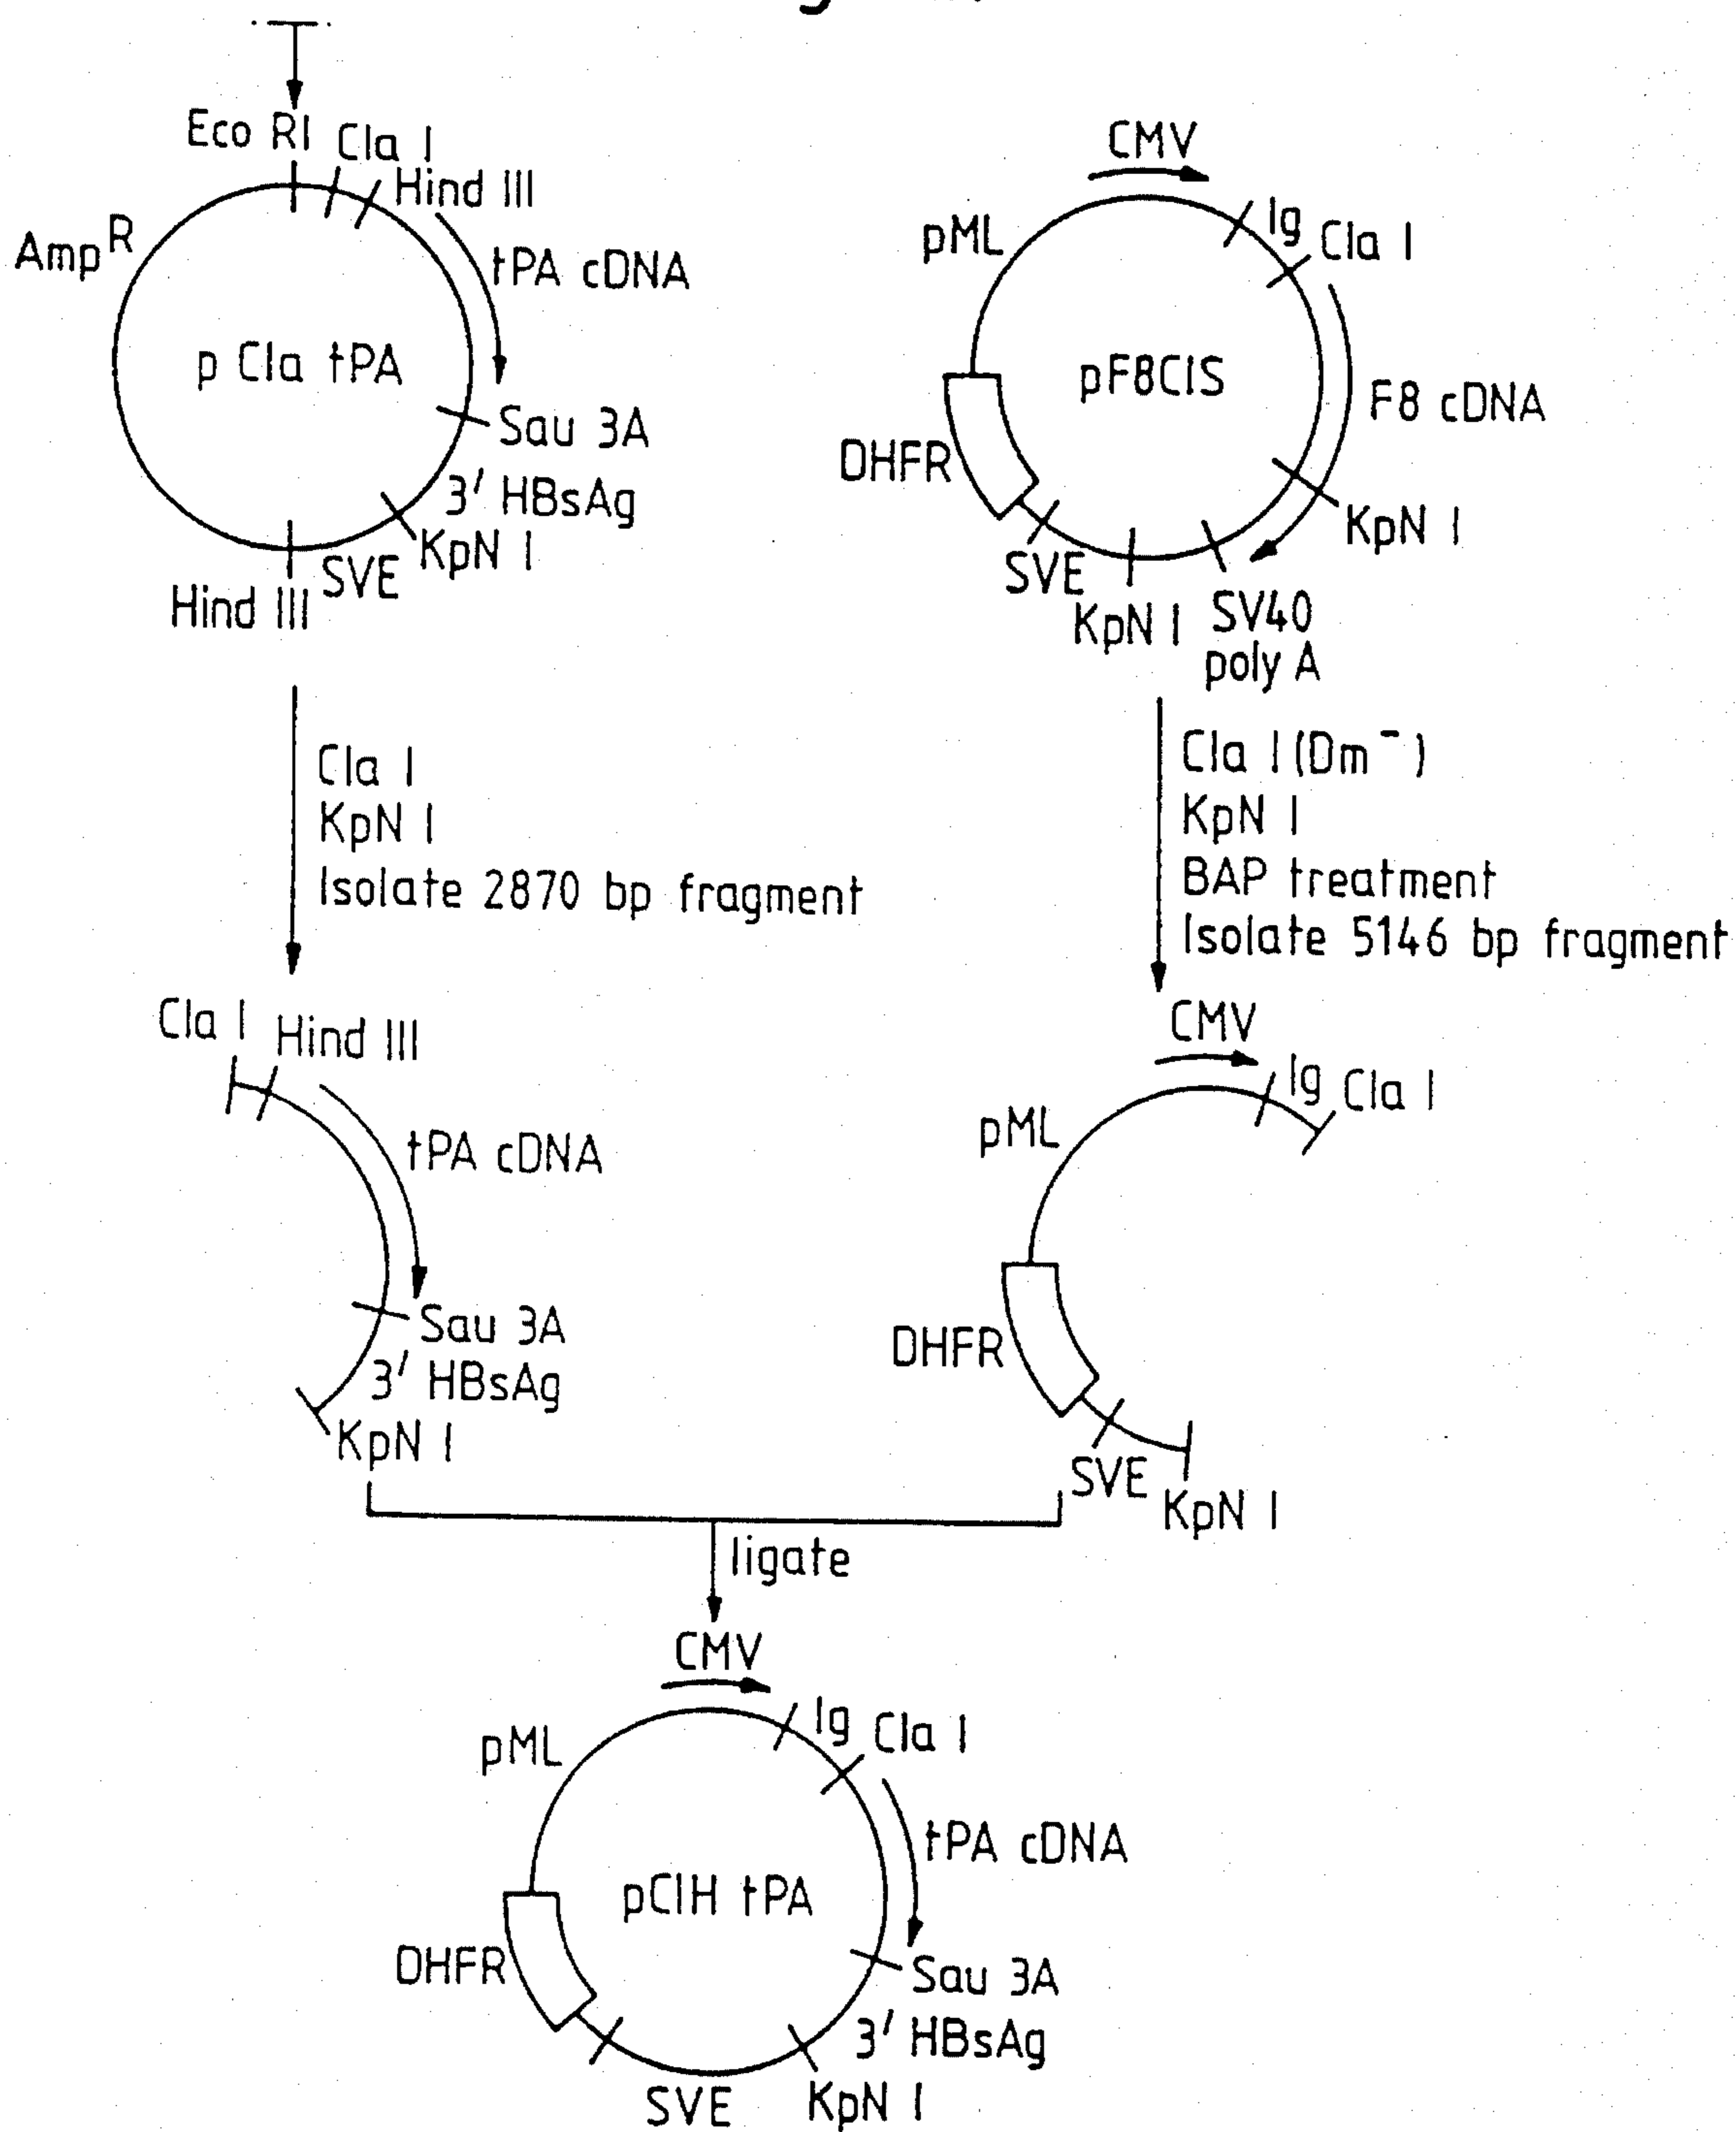 Eco RI
Cla I
Hind III
Amp R
tPA cDNA
p Cla tPA
Sau 3A
3' HBsAg
KpN I
SVE
Hind III
CMV
Ig
Cla I
pML
pF8CIS
F8 cDNA
DHFR
KpN I
SVE
KpN I
SV40
poly A
Cla I
KpN I
Isolate 2870 bp fragment
Cla I (Dm⁻)
KpN I
BAP treatment
Isolate 5146 bp fragment
Cla I
Hind III
tPA cDNA
Sau 3A
3' HBsAg
KpN I
CMV
Ig
Cla I
pML
DHFR
SVE
KpN I
ligate
CMV
Ig
Cla I
pML
tPA cDNA
pCIH tPA
DHFR
Sau 3A
3' HBsAg
KpN I
SVE